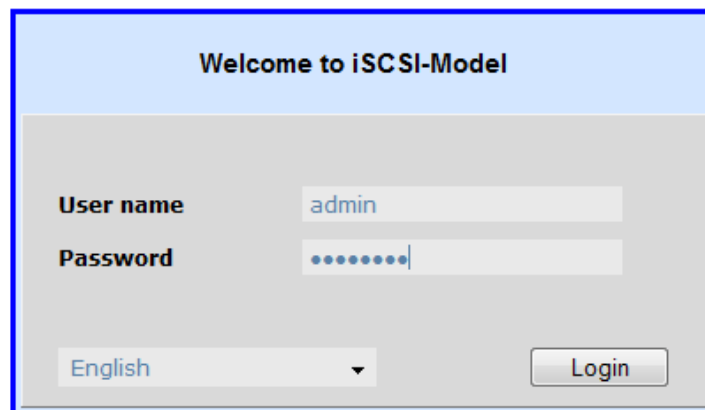 Welcome to iSCSI-Model
User name admin
Password ••••••••
English
Login